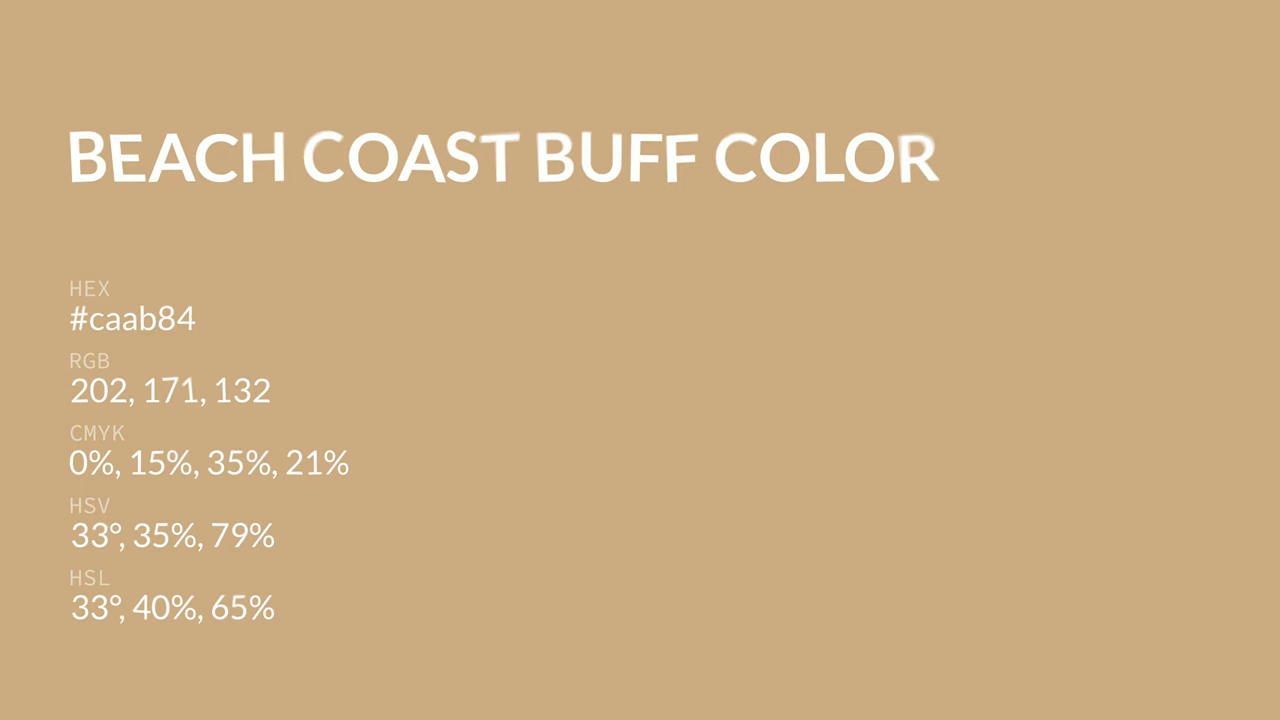 BEACH COAST BUFF COLOR
HEX
#caab84
RGB
202, 171, 132
CMYK
0%, 15%, 35%, 21%
HSV
33°, 35%, 79%
HSL
33°, 40%, 65%